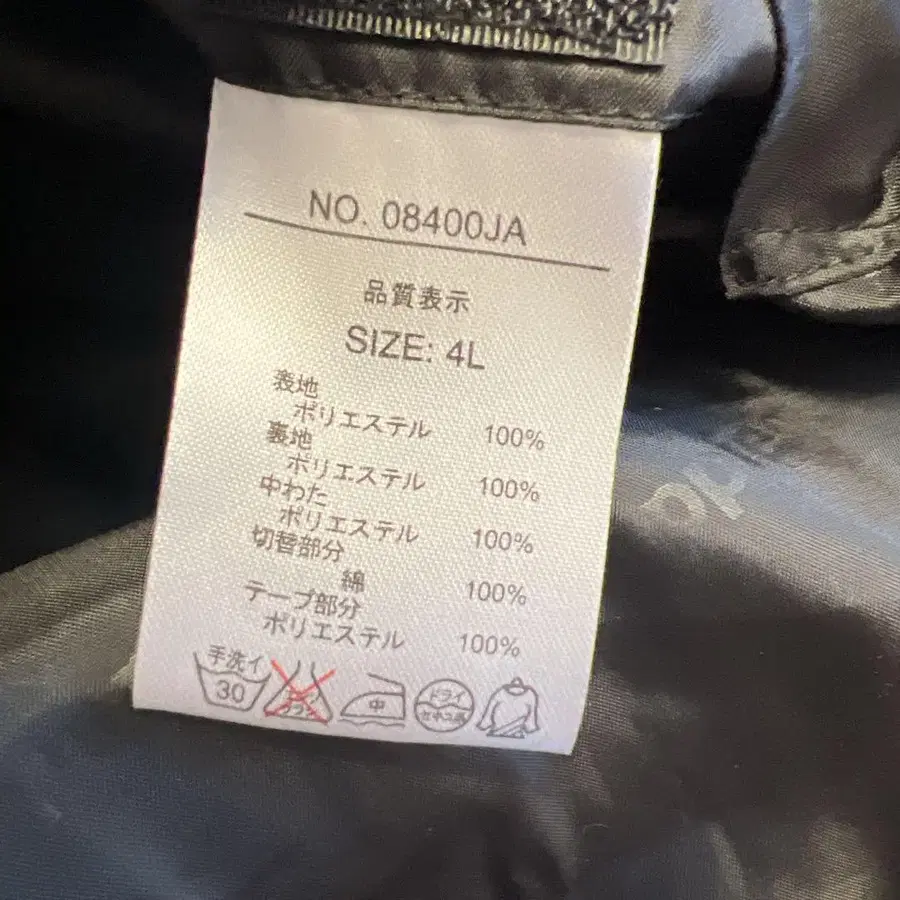 NO. 08400JA
品質表示
SIZE: 4L
表地
ポリエステル 100%
裏地
ポリエステル 100%
中わた
ポリエステル 100%
切替部分
綿 100%
テープ部分
ポリエステル 100%
手洗イ
30
中
ドライ